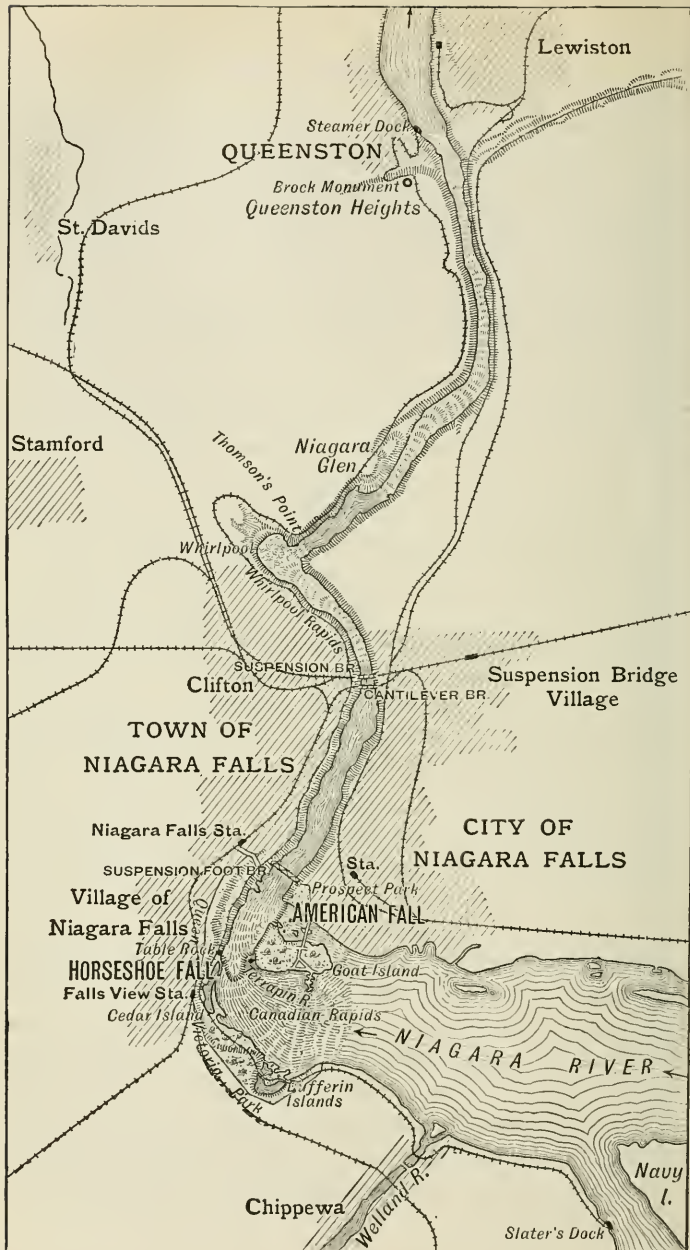 Lewiston
Steamer Dock
QUEENSTON
Brock Monument
Queenston Heights
St. Davids
Stamford
Thomson's Point
Niagara
Glen
Whirlpool
Whirlpool Rapids
SUSPENSION BR.
Clifton
CANTILEVER BR.
Suspension Bridge
Village
TOWN OF
NIAGARA FALLS
Niagara Falls Sta.
CITY OF
NIAGARA FALLS
SUSPENSION FOOT BR.
Sta.
Prospect Park
Village of
Niagara Falls
AMERICAN FALL
Table Rock
HORSESHOE FALL
Goat Island
Terrapin R.
Falls View Sta.
Cedar Island
Canadian Rapids
NIAGARA RIVER
Queen Victoria Park
Dufferin
Islands
Navy
I.
Chippewa
Welland R.
Slater's Dock